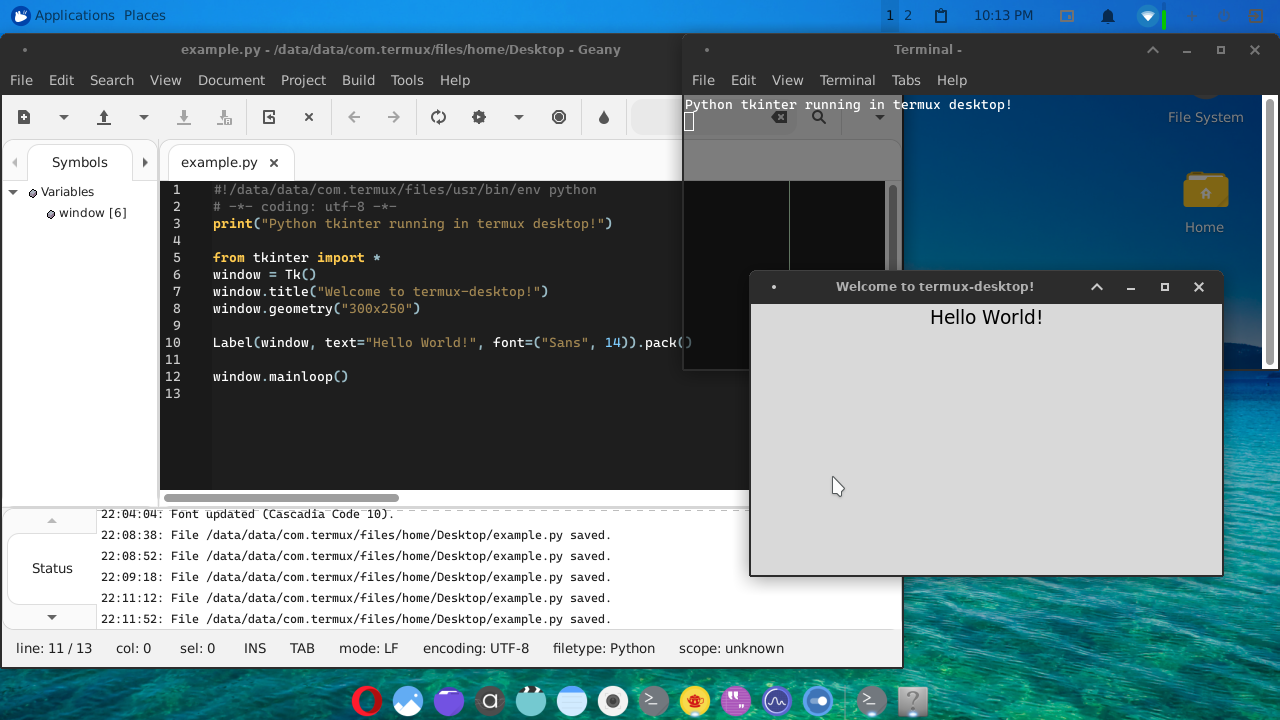 Applications Places
1 2 10:13 PM
example.py - /data/data/com.termux/files/home/Desktop - Geany
File Edit Search View Document Project Build Tools Help
Symbols
Variables
window [6]
example.py
1 #!/data/data/com.termux/files/usr/bin/env python
2 # -*- coding: utf-8 -*-
3 print("Python tkinter running in termux desktop!")
4
5 from tkinter import *
6 window = Tk()
7 window.title("Welcome to termux-desktop!")
8 window.geometry("300x250")
9
10 Label(window, text="Hello World!", font=("Sans", 14)).pack()
11
12 window.mainloop()
13
Status
22:04:04: Font updated (Cascadia Code 10).
22:08:38: File /data/data/com.termux/files/home/Desktop/example.py saved.
22:08:52: File /data/data/com.termux/files/home/Desktop/example.py saved.
22:09:18: File /data/data/com.termux/files/home/Desktop/example.py saved.
22:11:12: File /data/data/com.termux/files/home/Desktop/example.py saved.
22:11:52: File /data/data/com.termux/files/home/Desktop/example.py saved.
line: 11 / 13 col: 0 sel: 0 INS TAB mode: LF encoding: UTF-8 filetype: Python scope: unknown
Terminal -
File Edit View Terminal Tabs Help
Python tkinter running in termux desktop!
File System
Home
Welcome to termux-desktop!
Hello World!